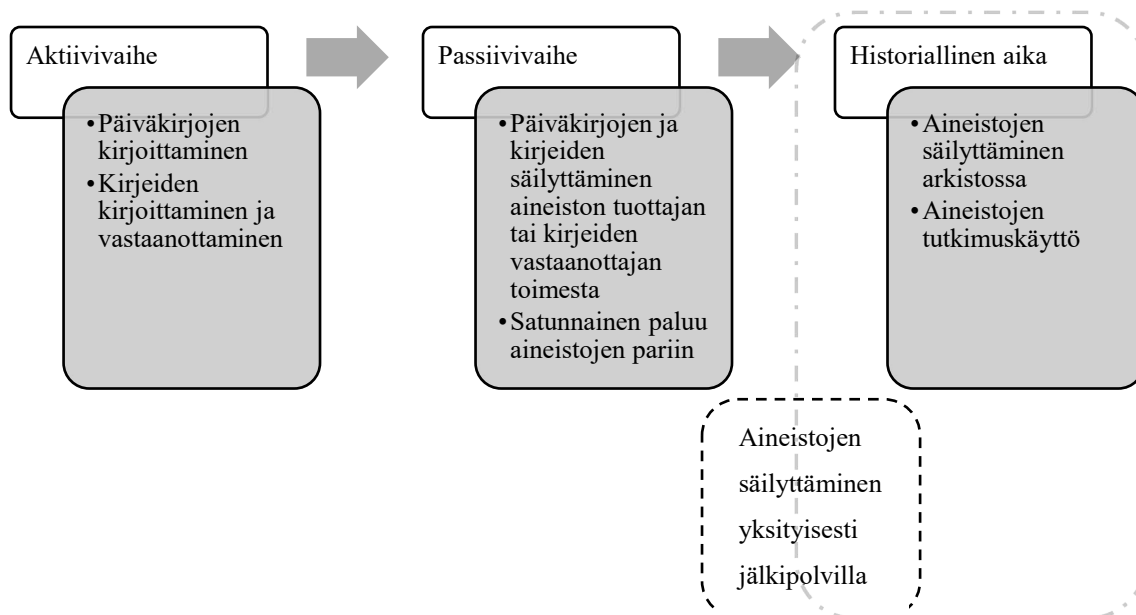 Aktiivivaihe
•Päiväkirjojen
kirjoittaminen
•Kirjeiden
kirjoittaminen ja
vastaanottaminen
Passiivivaihe
•Päiväkirjojen ja
kirjeiden
säilyttäminen
aineiston tuottajan
tai kirjeiden
vastaanottajan
toimesta
•Satunnainen paluu
aineistojen pariin
Historiallinen aika
•Aineistojen
säilyttäminen
arkistossa
•Aineistojen
tutkimuskäyttö
Aineistojen
säilyttäminen
yksityisesti
jälkipolvilla